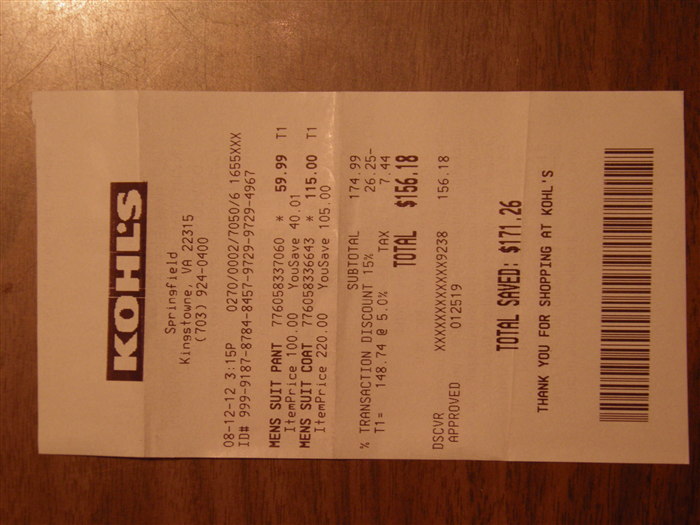 KOHL'S
Springfield
Kingstowne, VA 22315
(703) 924-0400
08-12-12 3:15P 0270/0002/7050/6 1655XXX
ID# 999-9187-8784-8457-9729-9729-4967
MENS SUIT PANT 776058337060 * 59.99 T1
ItemPrice 100.00 YouSave 40.01
MENS SUIT COAT 776058336643 * 115.00 T1
ItemPrice 220.00 YouSave 105.00
SUBTOTAL 174.99
% TRANSACTION DISCOUNT 15% 26.25-
T1= 148.74 @ 5.0% TAX 7.44
TOTAL $156.18
DSCVR XXXXXXXXXXXX9238 156.18
APPROVED 012519
TOTAL SAVED: $171.26
THANK YOU FOR SHOPPING AT KOHL'S